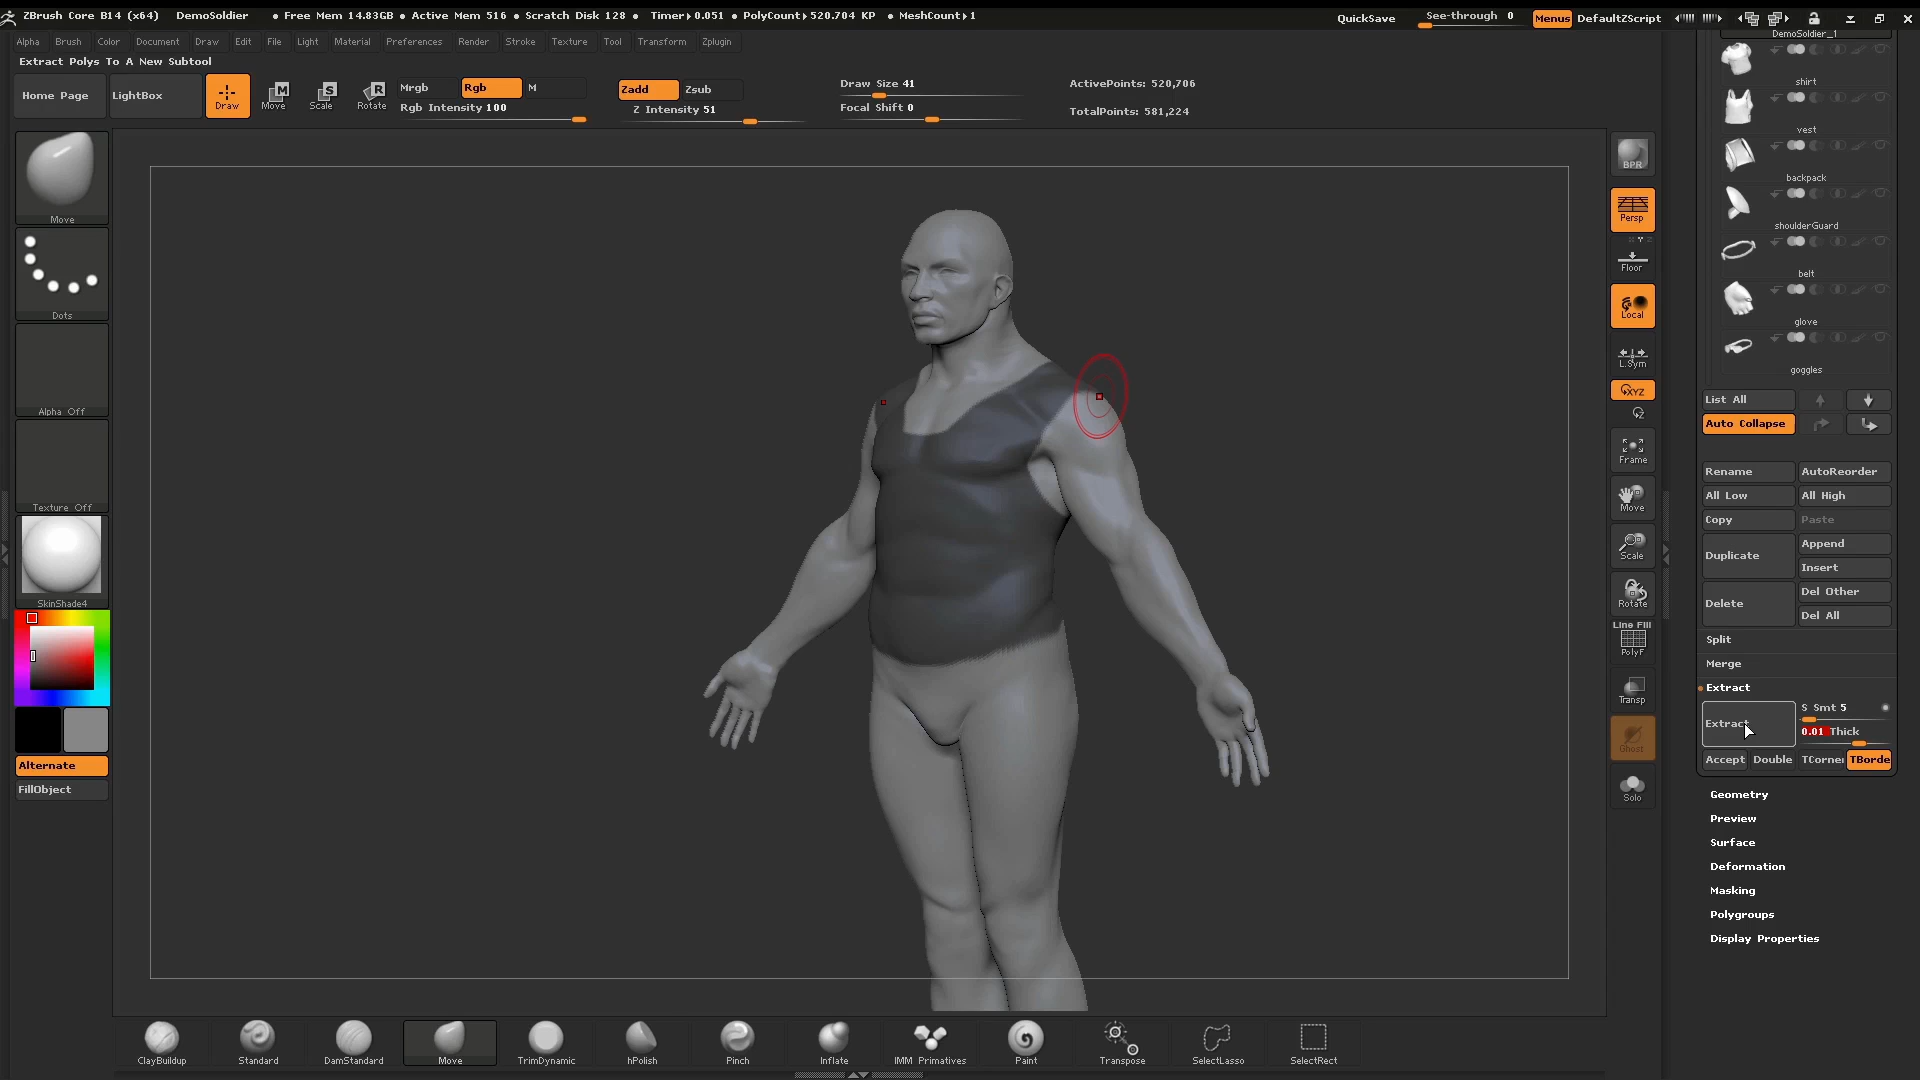 ZBrush Core B14 (x64) DemoSoldier • Free Mem 14.83GB • Active Mem 516 • Scratch Disk 128 • Timer▸0.051 • PolyCount▸520.704 KP • MeshCount▸1 QuickSave See-through 0 Menus DefaultZScript
Alpha Brush Color Document Draw Edit File Light Material Preferences Render Stroke Texture Tool Transform Zplugin
Extract Polys To A New Subtool
Home Page LightBox Draw Move Scale Rotate
Mrgb Rgb M
Rgb Intensity 100
Zadd Zsub
Z Intensity 51
Draw Size 41
Focal Shift 0
ActivePoints: 520,706
TotalPoints: 581,224
Move
Dots
Alpha Off
Texture Off
SkinShade4
Alternate
FillObject
BPR
Persp
Floor
Local
L.Sym
XYZ
Frame
Move
Scale
Rotate
Line Fill
PolyF
Transp
Ghost
Solo
DemoSoldier_1
shirt
vest
backpack
shoulderGuard
belt
glove
goggles
List All
Auto Collapse
Rename AutoReorder
All Low All High
Copy Paste
Duplicate Append
Insert
Delete Del Other
Del All
Split
Merge
Extract
Extract S Smt 5
0.01 Thick
Accept Double TCorner TBorde
Geometry
Preview
Surface
Deformation
Masking
Polygroups
Display Properties
ClayBuildup Standard DamStandard Move TrimDynamic hPolish Pinch Inflate IMM Primatives Paint Transpose SelectLasso SelectRect